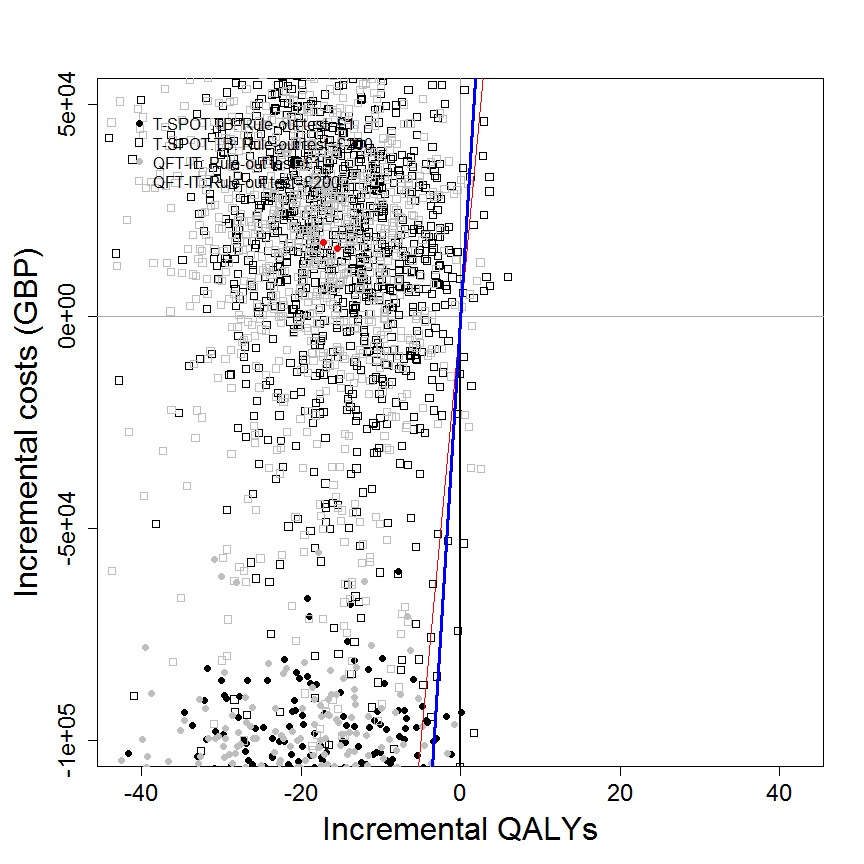 5e+04
T-SPOT.TB: Rule-out test=£1
T-SPOT.TB: Rule-out test=£200
QFT-IT: Rule-out test=£1
QFT-IT: Rule-out test=£200
0e+00
-5e+04
-1e+05
Incremental costs (GBP)
-40 -20 0 20 40
Incremental QALYs